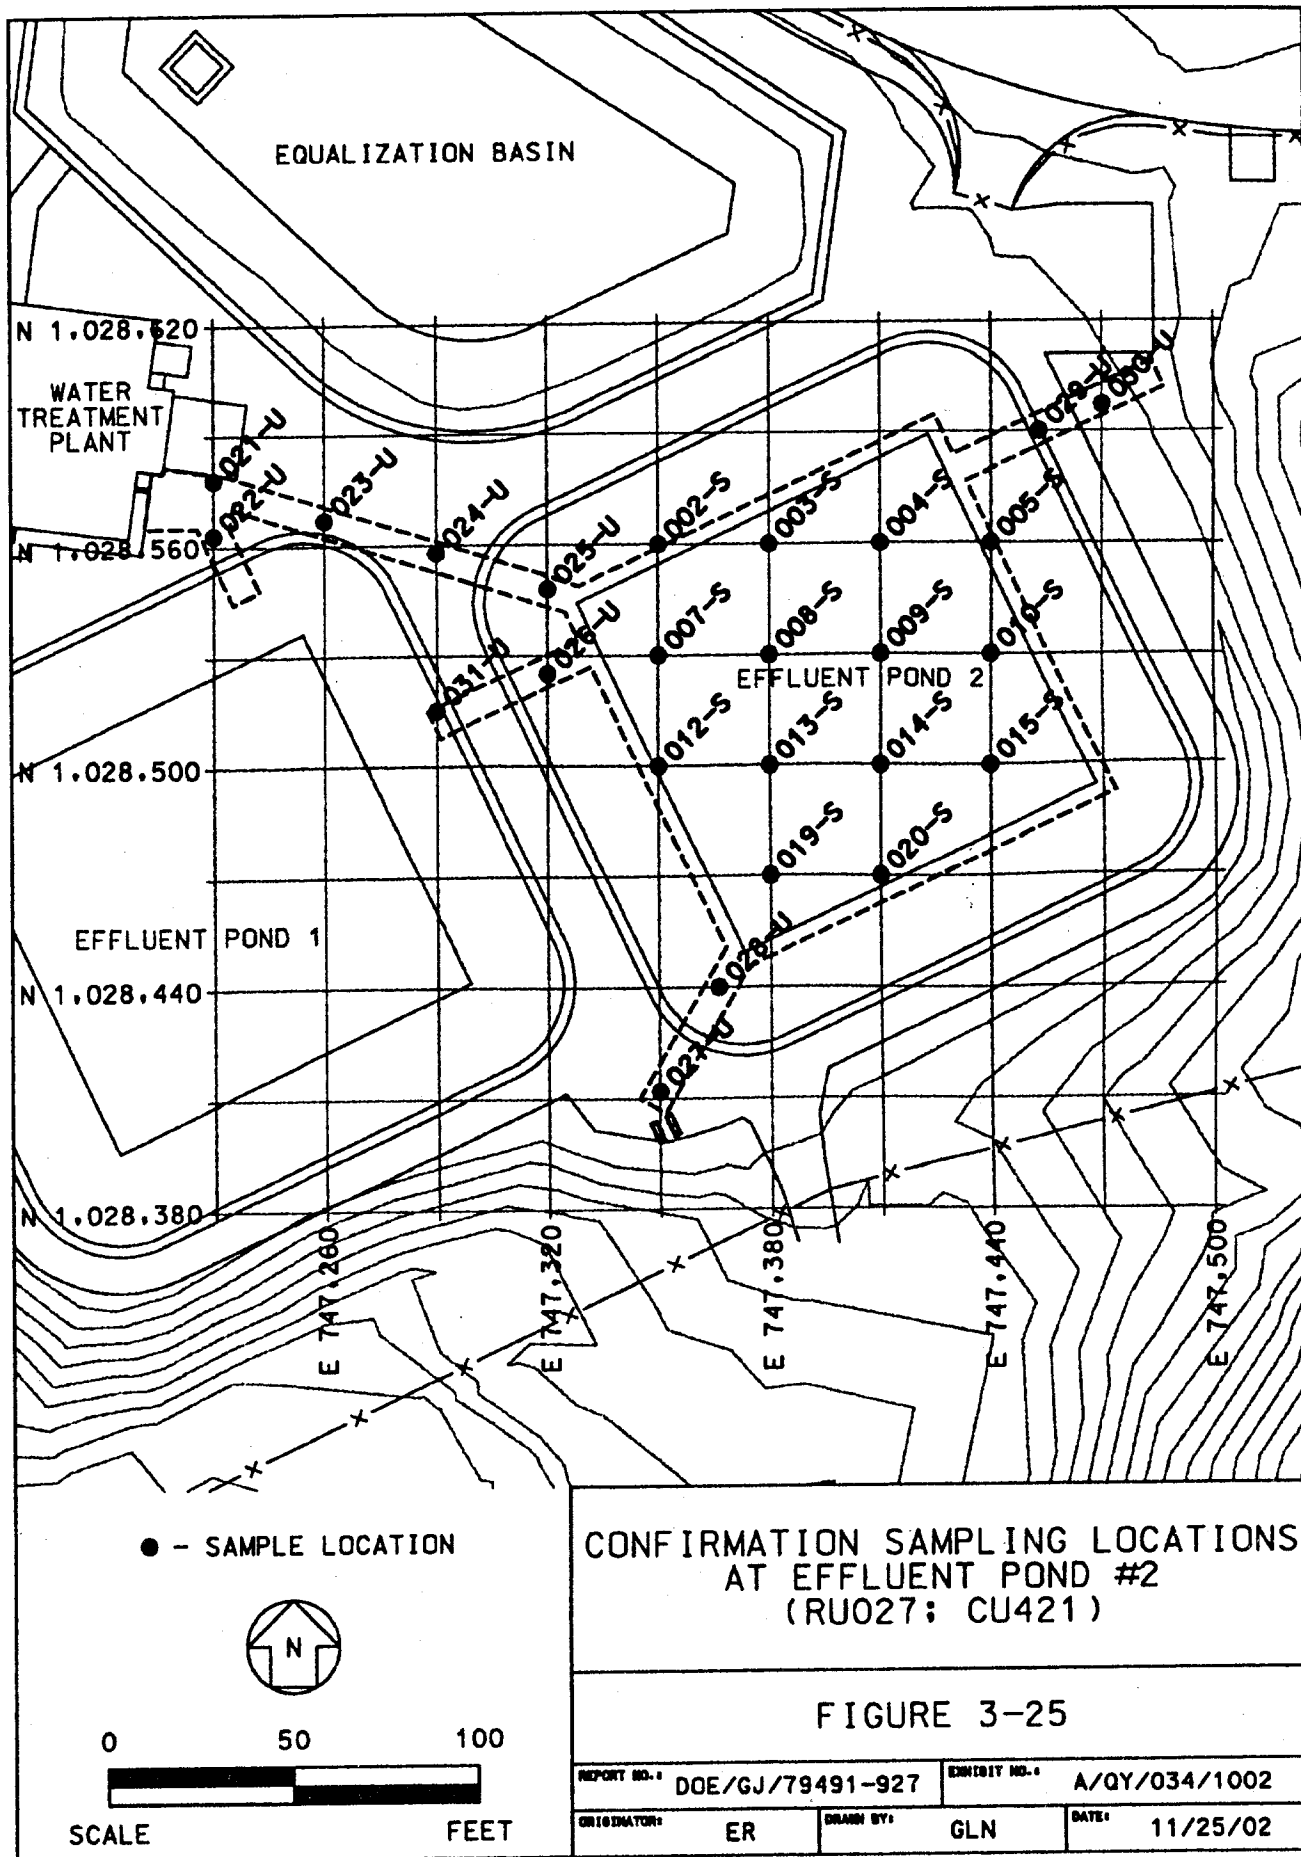 EQUALIZATION BASIN
N 1.028.620
WATER
TREATMENT
PLANT
021-U
022-U
023-U
024-U
025-U
026-U
031-U
002-S
003-S
004-S
005-S
029-U
030-U
N 1.028.560
007-S
008-S
009-S
010-S
EFFLUENT POND 2
012-S
013-S
014-S
015-S
N 1.028.500
019-S
020-S
EFFLUENT POND 1
028-U
N 1.028.440
027-U
N 1.028.380
E 747,260
E 747,320
E 747,380
E 747,440
E 747,500
- SAMPLE LOCATION
N
0 50 100
SCALE FEET
CONFIRMATION SAMPLING LOCATIONS
AT EFFLUENT POND #2
(RU027; CU421)
FIGURE 3-25
REPORT NO.: DOE/GJ/79491-927
EXHIBIT NO.: A/QY/034/1002
ORIGINATOR: ER
DRAWN BY: GLN
DATE: 11/25/02